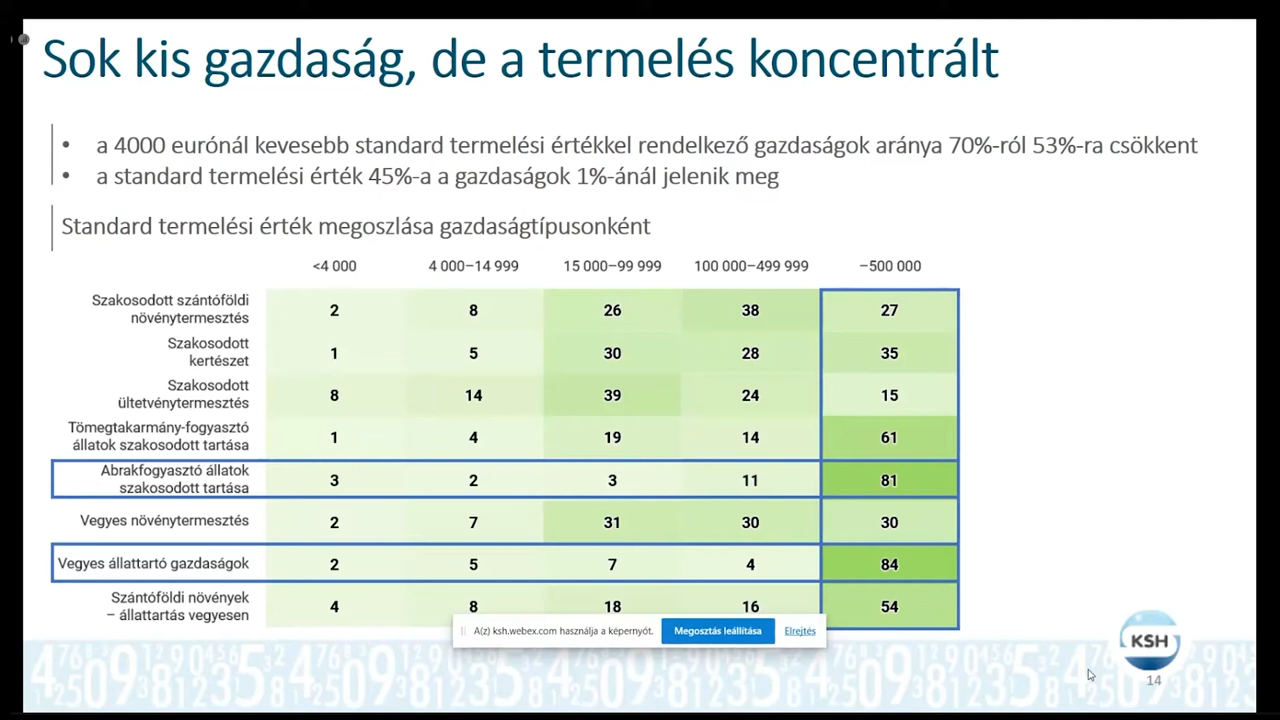 Sok kis gazdaság, de a termelés koncentrált
• a 4000 eurónál kevesebb standard termelési értékkel rendelkező gazdaságok aránya 70%-ról 53%-ra csökkent
• a standard termelési érték 45%-a a gazdaságok 1%-ánál jelenik meg
Standard termelési érték megoszlása gazdaságtípusonként
<4 000 4 000–14 999 15 000–99 999 100 000–499 999 –500 000
Szakosodott szántóföldi
növénytermesztés 2 8 26 38 27
Szakosodott
kertészet 1 5 30 28 35
Szakosodott
ültetvénytermesztés 8 14 39 24 15
Tömegtakarmány-fogyasztó
állatok szakosodott tartása 1 4 19 14 61
Abrakfogyasztó állatok
szakosodott tartása 3 2 3 11 81
Vegyes növénytermesztés 2 7 31 30 30
Vegyes állattartó gazdaságok 2 5 7 4 84
Szántóföldi növények
– állattartás vegyesen 4 8 18 16 54
A(z) ksh.webex.com használja a képernyőt. Megosztás leállítása Elrejtés
KSH
14